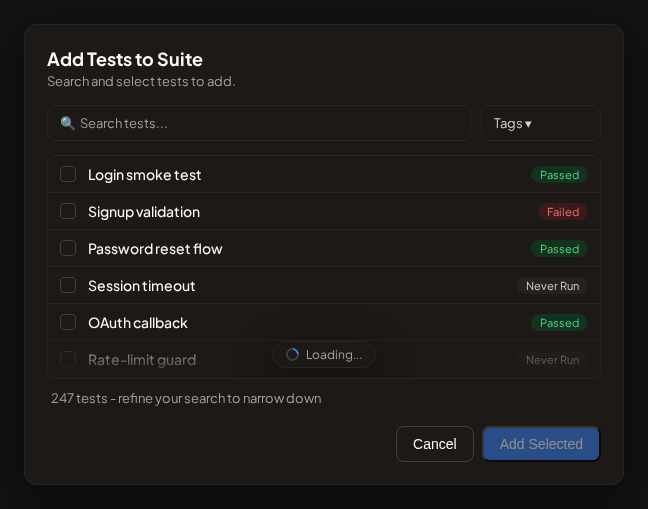 Add Tests to Suite
Search and select tests to add.
Search tests...
Tags ▾
Login smoke test Passed
Signup validation Failed
Password reset flow Passed
Session timeout Never Run
OAuth callback Passed
Rate-limit guard Never Run
Loading...
247 tests - refine your search to narrow down
Cancel Add Selected